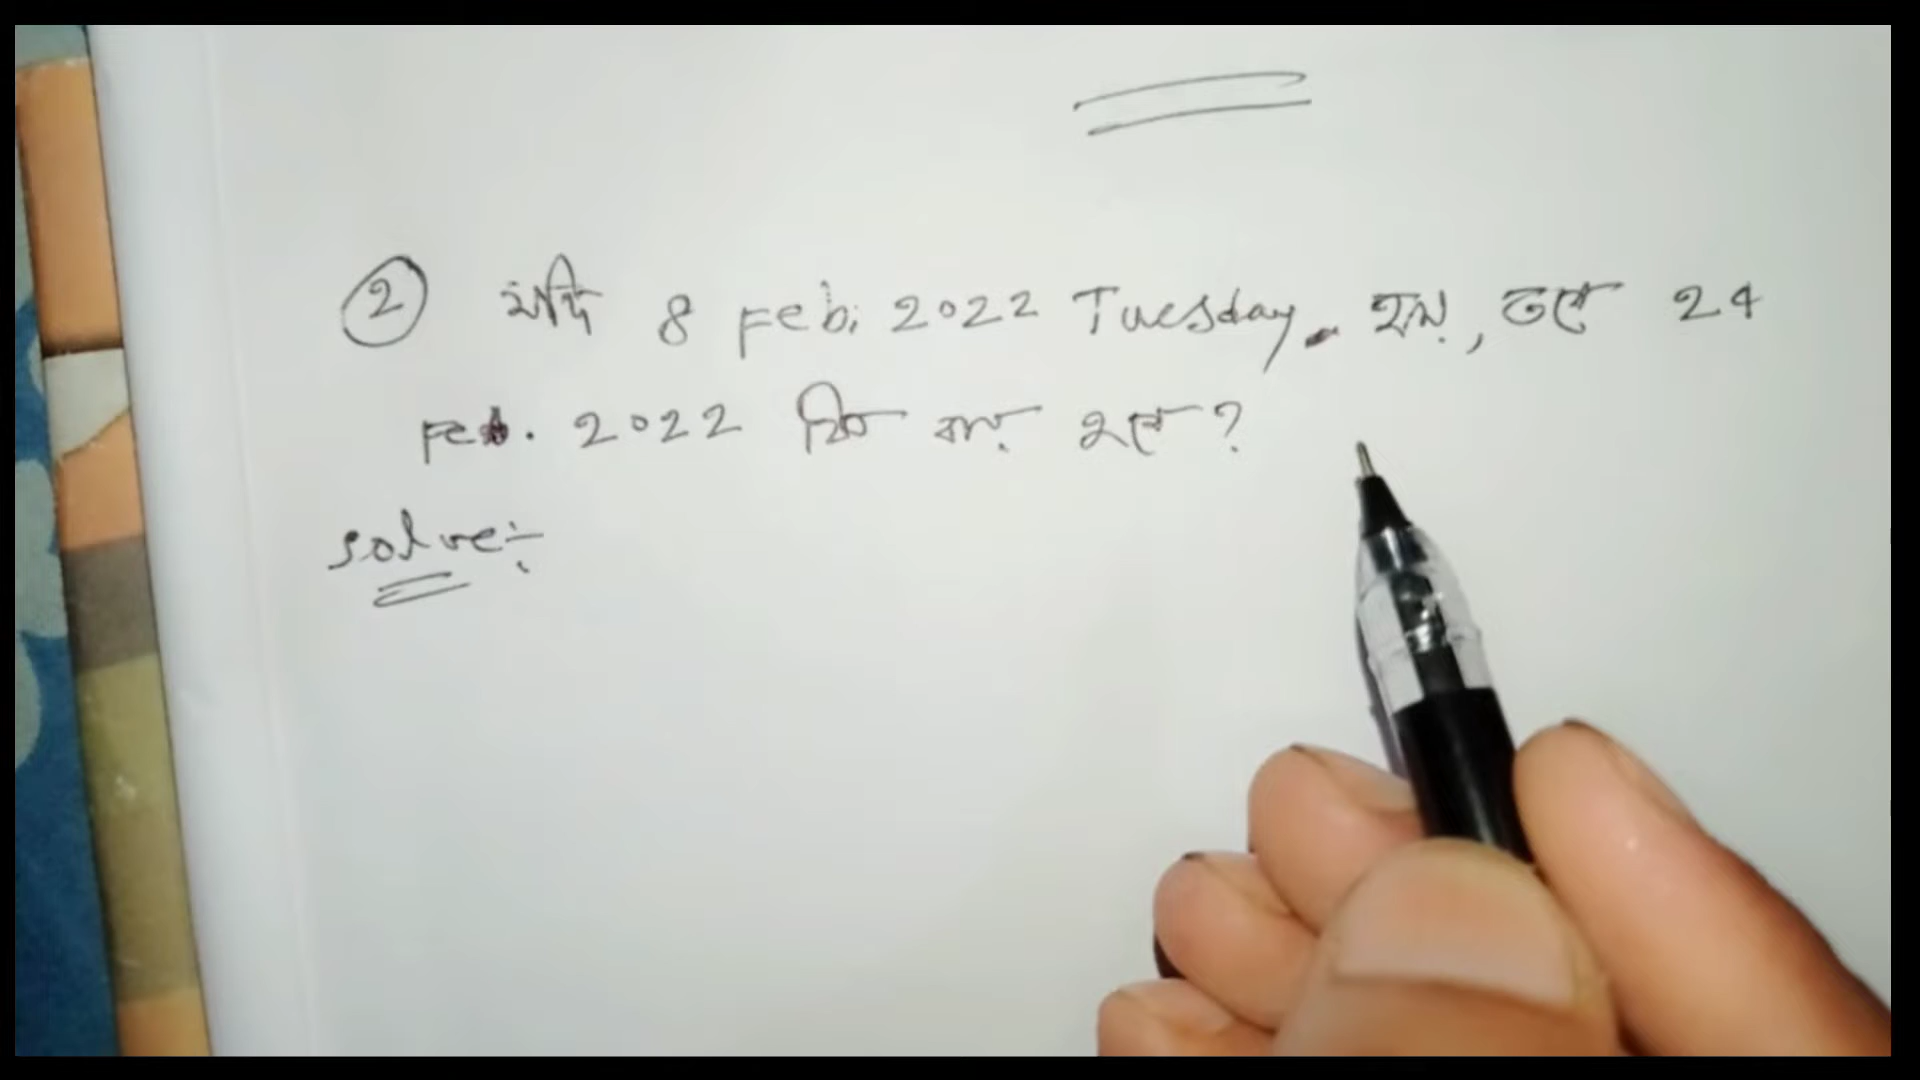 ② যদি 8 Feb. 2022 Tuesday. হয়, তবে 24
Feb. 2022 কি বার হবে?
Solve:-